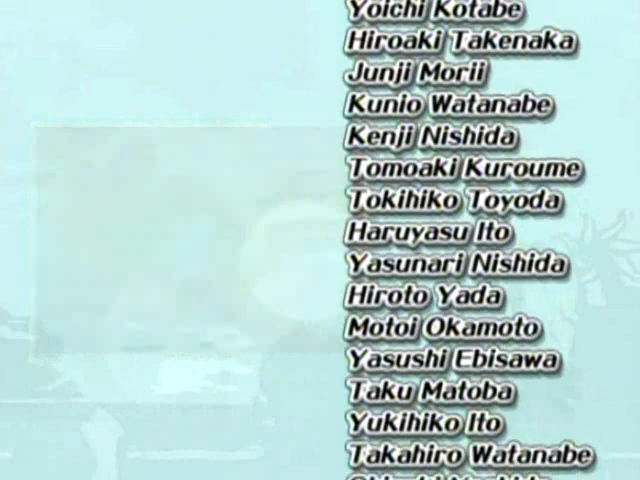 Yoichi Kotabe
Hiroaki Takenaka
Junji Morii
Kunio Watanabe
Kenji Nishida
Tomoaki Kuroume
Tokihiko Toyoda
Haruyasu Ito
Yasunari Nishida
Hiroto Yada
Motoi Okamoto
Yasushi Ebisawa
Taku Matoba
Yukihiko Ito
Takahiro Watanabe